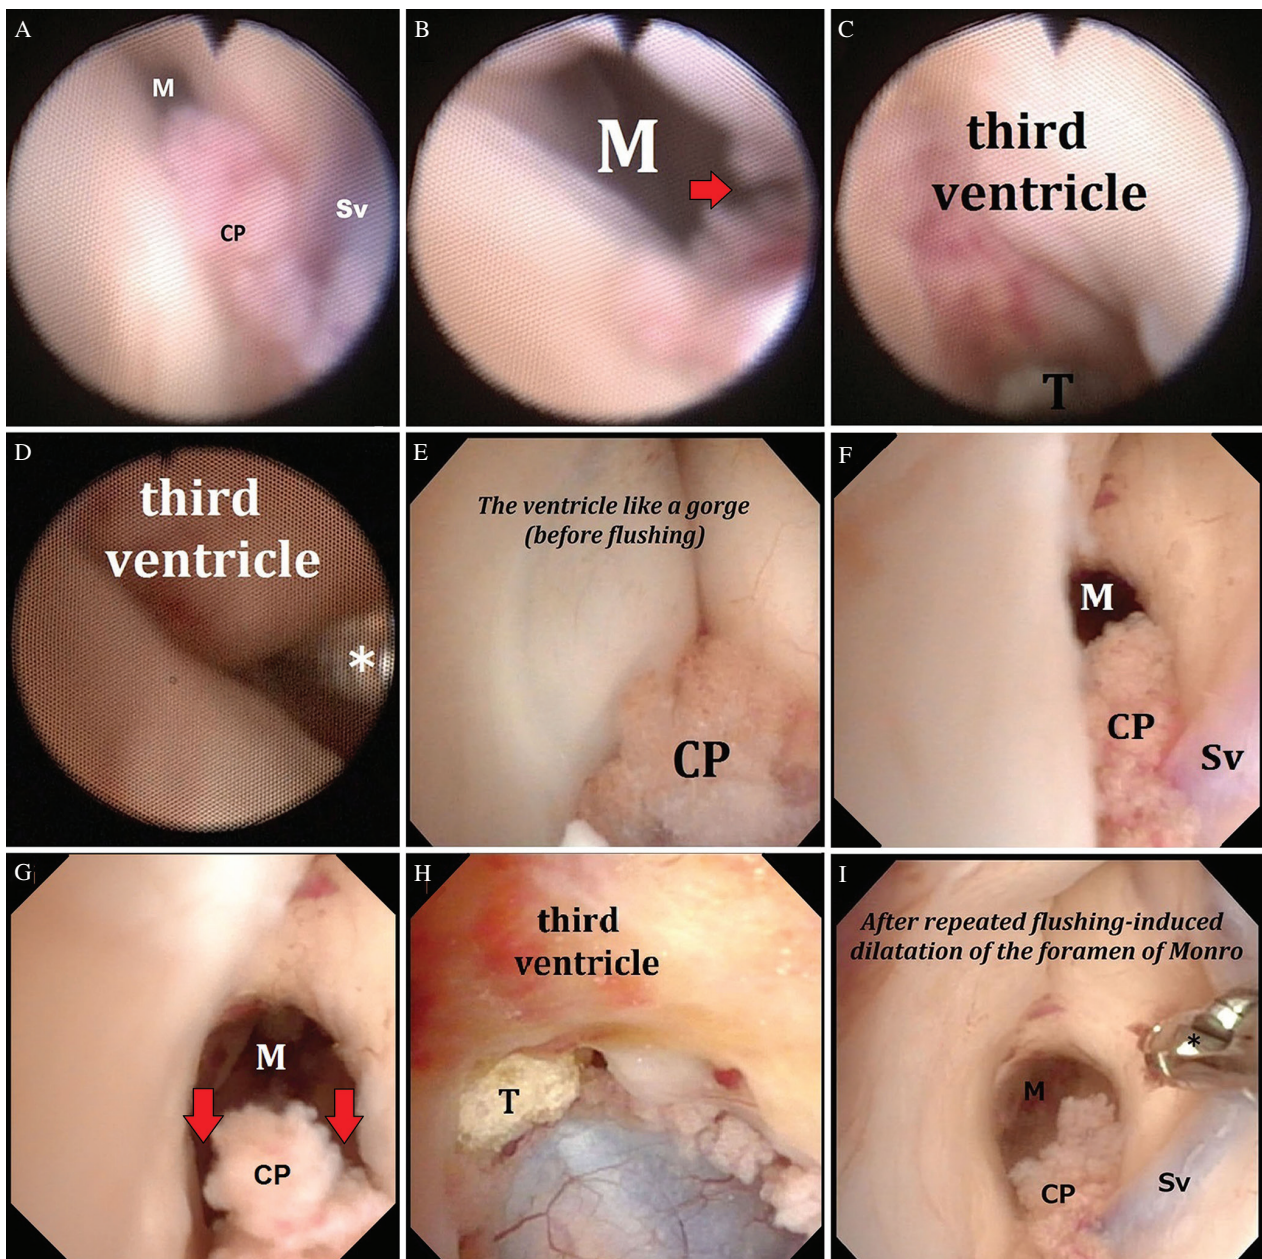 A
M
CP
Sv
B
M
C
third
ventricle
T
D
third
ventricle
*
E
The ventricle like a gorge
(before flushing)
CP
F
M
CP
Sv
G
M
CP
H
third
ventricle
T
I
After repeated flushing-induced
dilatation of the foramen of Monro
*
M
CP
Sv